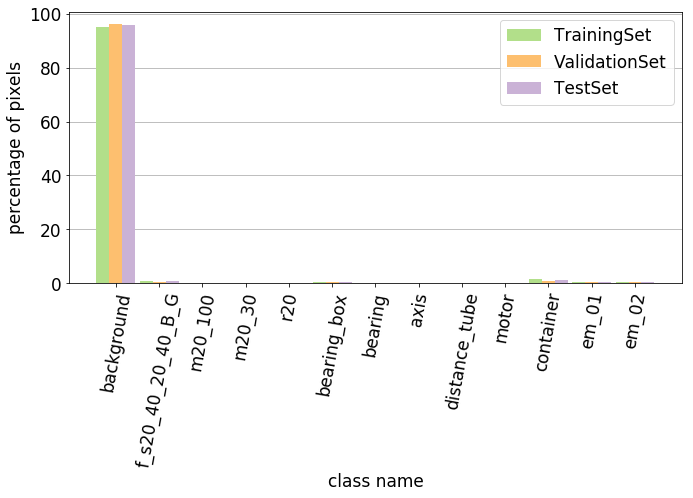 100
80
60
40
20
0
percentage of pixels
TrainingSet
ValidationSet
TestSet
background
f_s20_40_20_40_B_G
m20_100
m20_30
r20
bearing_box
bearing
axis
distance_tube
motor
container
em_01
em_02
class name